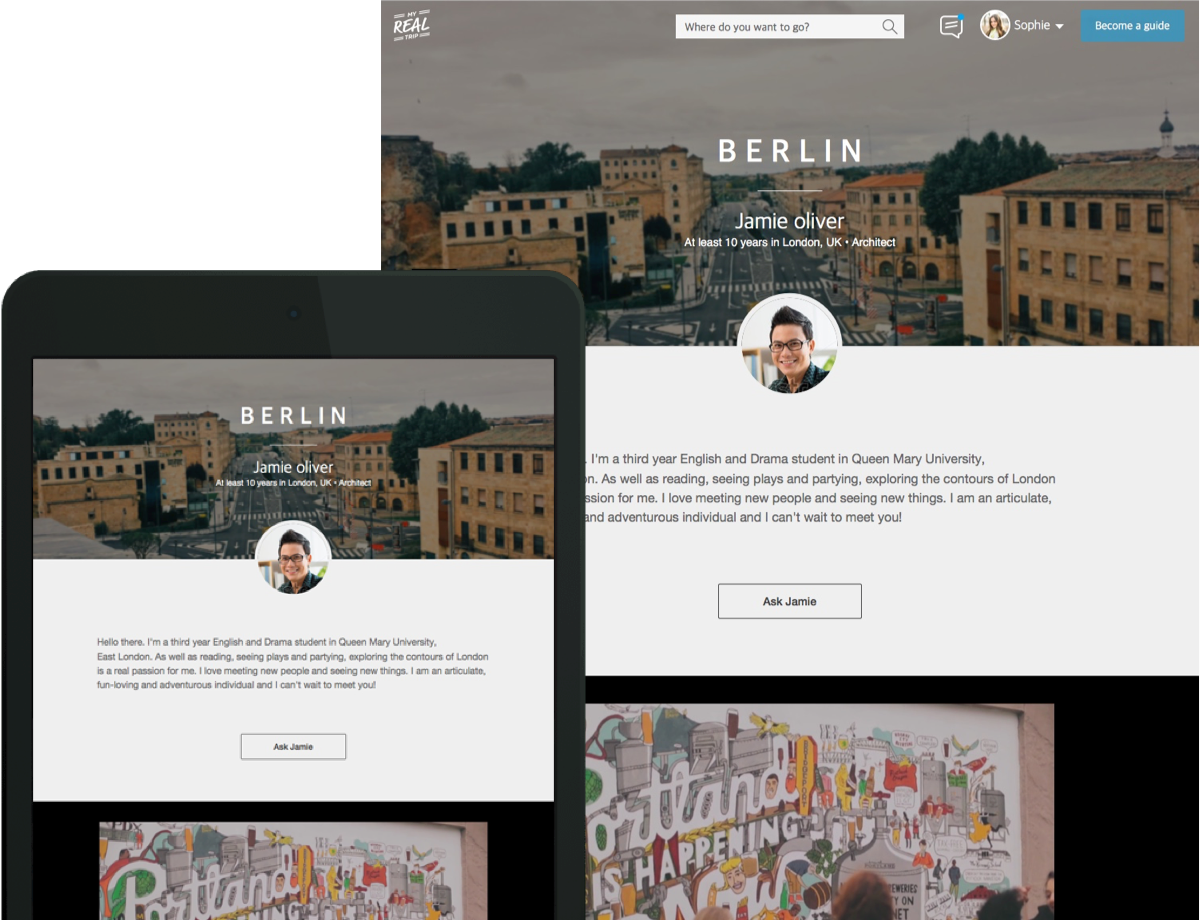 MY
REAL
TRIP
Where do you want to go?
Sophie
Become a guide
BERLIN
Jamie oliver
At least 10 years in London, UK • Architect
. I'm a third year English and Drama student in Queen Mary University,
on. As well as reading, seeing plays and partying, exploring the contours of London
ssion for me. I love meeting new people and seeing new things. I am an articulate,
and adventurous individual and I can't wait to meet you!
Ask Jamie
Portland
IS HAPPENING
Now
BERLIN
Jamie oliver
At least 10 years in London, UK • Architect
Hello there. I'm a third year English and Drama student in Queen Mary University,
East London. As well as reading, seeing plays and partying, exploring the contours of London
is a real passion for me. I love meeting new people and seeing new things. I am an articulate,
fun-loving and adventurous individual and I can't wait to meet you!
Ask Jamie
PDX
Portland